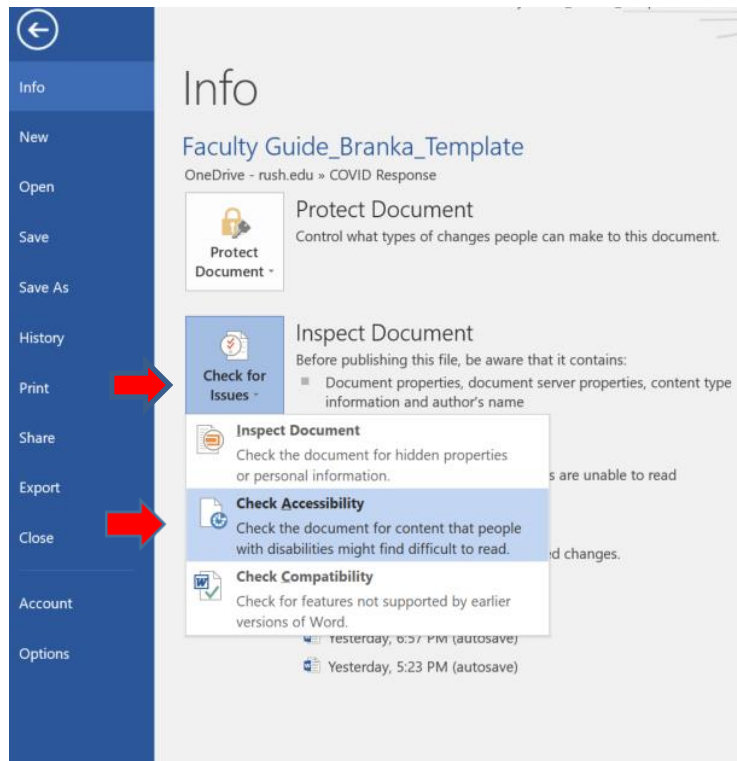 Info
New
Open
Save
Save As
History
Print
Share
Export
Close
Account
Options
Info
Faculty Guide_Branka_Template
OneDrive - rush.edu » COVID Response
Protect
Document
Protect Document
Control what types of changes people can make to this document.
Check for
Issues
Inspect Document
Before publishing this file, be aware that it contains:
Document properties, document server properties, content type
information and author's name
Inspect Document
Check the document for hidden properties
or personal information.
s are unable to read
Check Accessibility
Check the document for content that people
with disabilities might find difficult to read.
ed changes.
Check Compatibility
Check for features not supported by earlier
versions of Word.
Yesterday, 6:57 PM (autosave)
Yesterday, 5:23 PM (autosave)